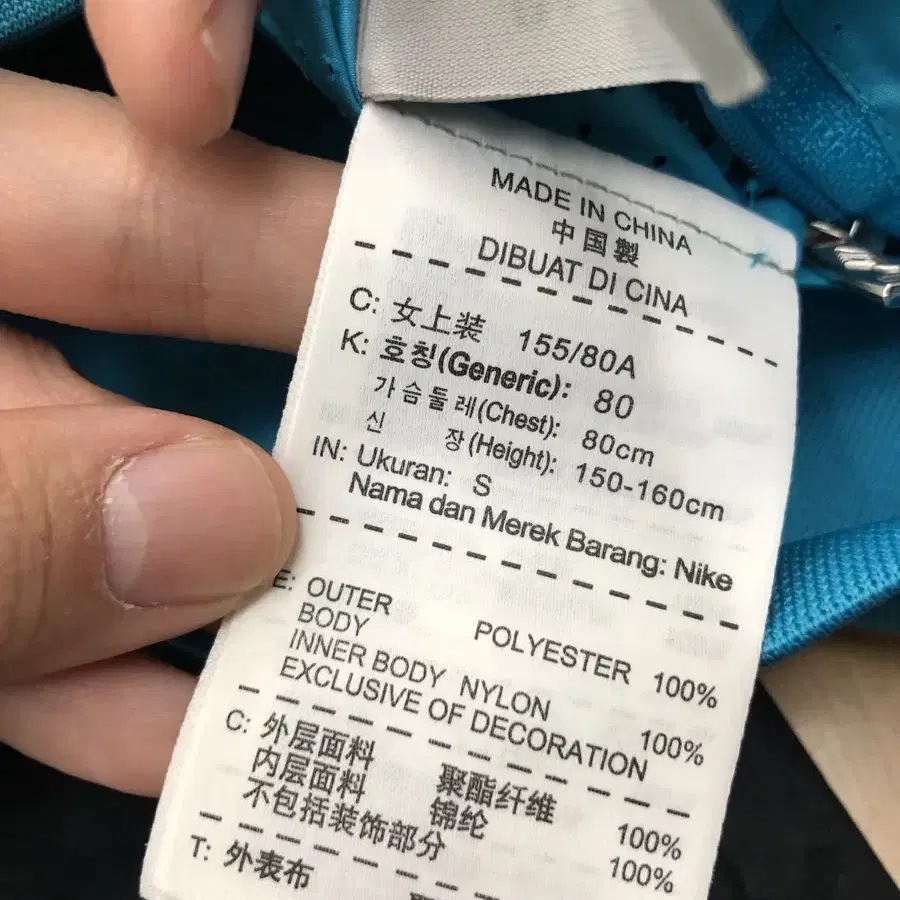 MADE IN CHINA
中国製
DIBUAT DI CINA
C: 女上装 155/80A
K: 호칭(Generic): 80
가슴둘레(Chest): 80cm
신 장(Height): 150-160cm
IN: Ukuran: S
Nama dan Merek Barang: Nike
E: OUTER
BODY POLYESTER 100%
INNER BODY NYLON 100%
EXCLUSIVE OF DECORATION
C: 外层面料 聚酯纤维 100%
内层面料 锦纶 100%
不包括装饰部分
T: 外表布